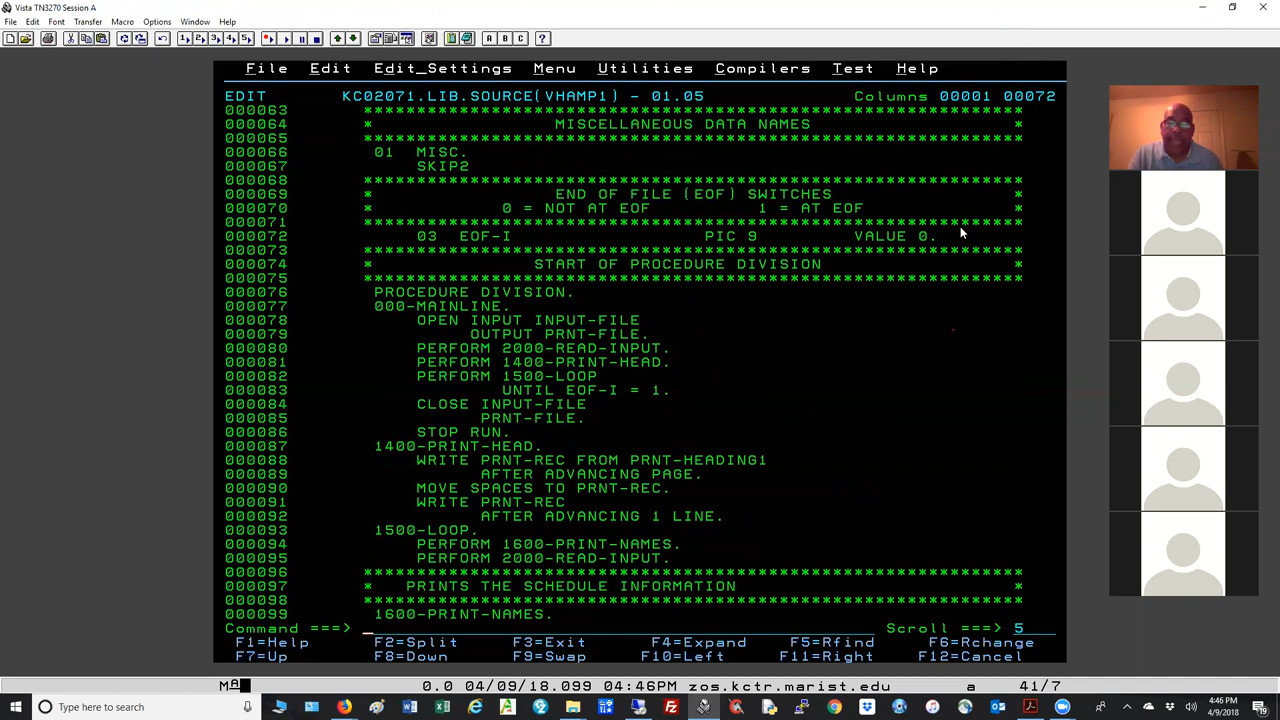 Vista TN3270 Session A
File Edit Font Transfer Macro Options Window Help
1 2 3 4 5 A B C ?
File Edit Edit_Settings Menu Utilities Compilers Test Help
EDIT KC02071.LIB.SOURCE(VHAMP1) - 01.05 Columns 00001 00072
000063 **************************************************************
000064 * MISCELLANEOUS DATA NAMES *
000065 **************************************************************
000066 01 MISC.
000067 SKIP2
000068 **************************************************************
000069 * END OF FILE (EOF) SWITCHES *
000070 * 0 = NOT AT EOF 1 = AT EOF *
000071 **************************************************************
000072 03 EOF-I PIC 9 VALUE 0.
000073 **************************************************************
000074 * START OF PROCEDURE DIVISION *
000075 **************************************************************
000076 PROCEDURE DIVISION.
000077 000-MAINLINE.
000078 OPEN INPUT INPUT-FILE
000079 OUTPUT PRNT-FILE.
000080 PERFORM 2000-READ-INPUT.
000081 PERFORM 1400-PRINT-HEAD.
000082 PERFORM 1500-LOOP
000083 UNTIL EOF-I = 1.
000084 CLOSE INPUT-FILE
000085 PRNT-FILE.
000086 STOP RUN.
000087 1400-PRINT-HEAD.
000088 WRITE PRNT-REC FROM PRNT-HEADING1
000089 AFTER ADVANCING PAGE.
000090 MOVE SPACES TO PRNT-REC.
000091 WRITE PRNT-REC
000092 AFTER ADVANCING 1 LINE.
000093 1500-LOOP.
000094 PERFORM 1600-PRINT-NAMES.
000095 PERFORM 2000-READ-INPUT.
000096 **************************************************************
000097 * PRINTS THE SCHEDULE INFORMATION *
000098 **************************************************************
000099 1600-PRINT-NAMES.
Command ===> Scroll ===> 5
F1=Help F2=Split F3=Exit F4=Expand F5=Rfind F6=Rchange
F7=Up F8=Down F9=Swap F10=Left F11=Right F12=Cancel
MA 0.0 04/09/18.099 04:46PM zos.kctr.marist.edu a 41/7
Type here to search
4:46 PM
4/9/2018